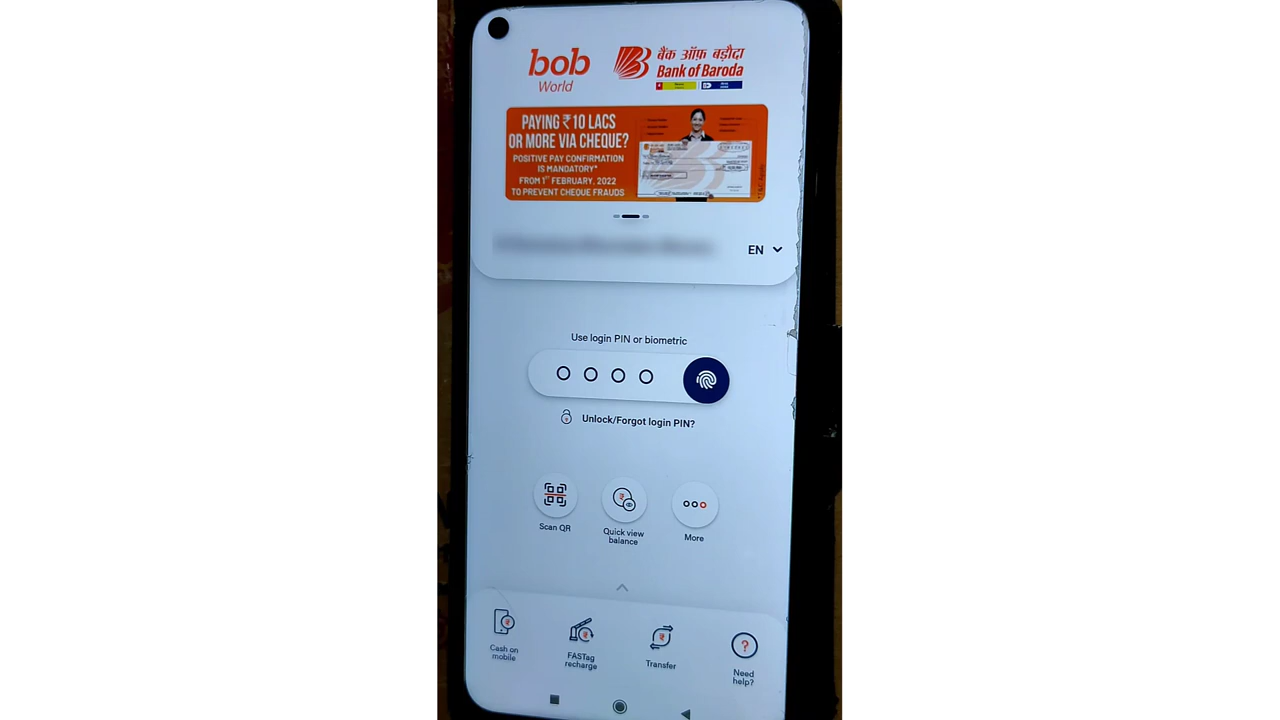 bob
World
बैंक ऑफ़ बड़ौदा
Bank of Baroda
PAYING ₹10 LACS
OR MORE VIA CHEQUE?
POSITIVE PAY CONFIRMATION
IS MANDATORY*
FROM 1ST FEBRUARY, 2022
TO PREVENT CHEQUE FRAUDS
EN
Use login PIN or biometric
Unlock/Forgot login PIN?
Scan QR
Quick view
balance
More
Cash on
mobile
FASTag
recharge
Transfer
Need
help?